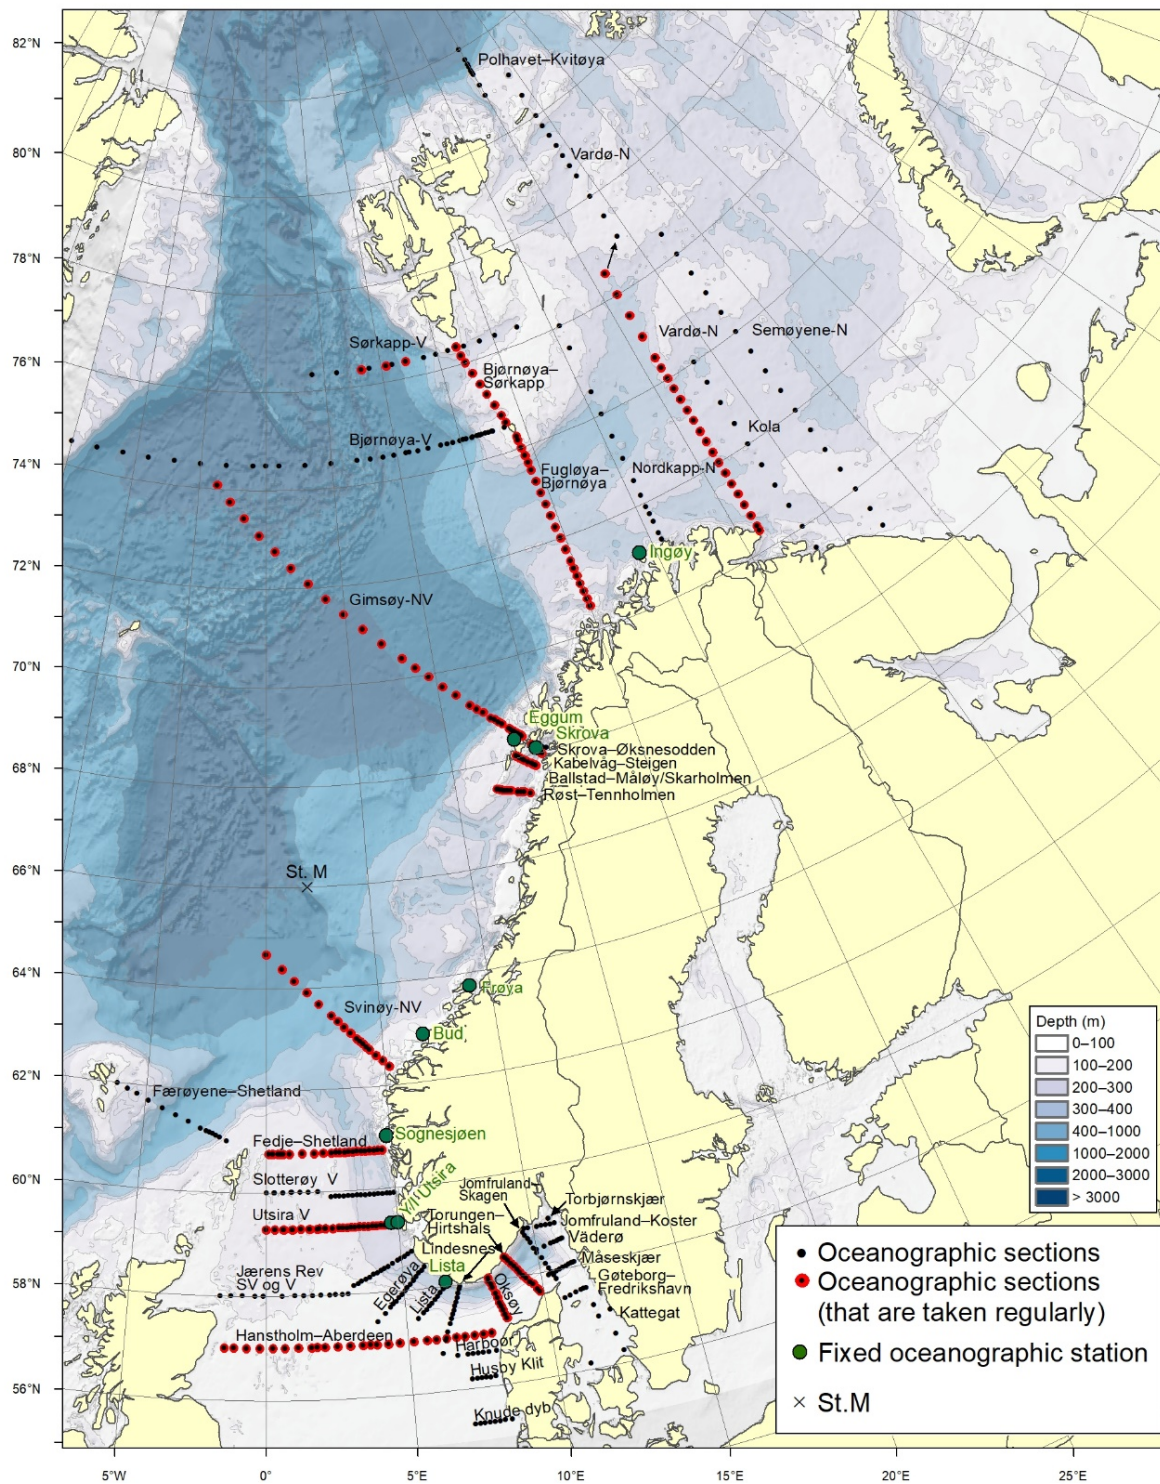 82°N
80°N
78°N
76°N
74°N
72°N
70°N
68°N
66°N
64°N
62°N
60°N
58°N
56°N
5°W
0°
5°E
10°E
15°E
20°E
25°E
Polhavet–Kvitøya
Vardø-N
Sørkapp-V
Vardø-N
Semøyene-N
Bjørnøya–
Sørkapp
Bjørnøya-V
Kola
Fugløya–
Bjørnøya
Nordkapp-N
Ingøy
Gimsøy-NV
Eggum
Skrova
Skrova–Øksnesodden
Kabelvåg–Steigen
Ballstad–Måløy/Skarholmen
Røst–Tennholmen
St. M
Frøya
Svinøy-NV
Bud
Færøyene–Shetland
Sognesjøen
Fedje–Shetland
Slotterøy V
Utsira V
Y/I Utsira
Jomfruland–
Skagen
Torbjørnskjær
Torungen–
Hirtshals
Jomfruland–Koster
Väderø
Lindesnes
Måseskjær
Lista
Jærens Rev
SV og V
Egerøya
Lista
Oksøy
Gøteborg–
Fredrikshavn
Kattegat
Hanstholm–Aberdeen
Harboør
Husby Klit
Knude dyb
Depth (m)
0–100
100–200
200–300
300–400
400–1000
1000–2000
2000–3000
> 3000
Oceanographic sections
Oceanographic sections
(that are taken regularly)
Fixed oceanographic station
St.M